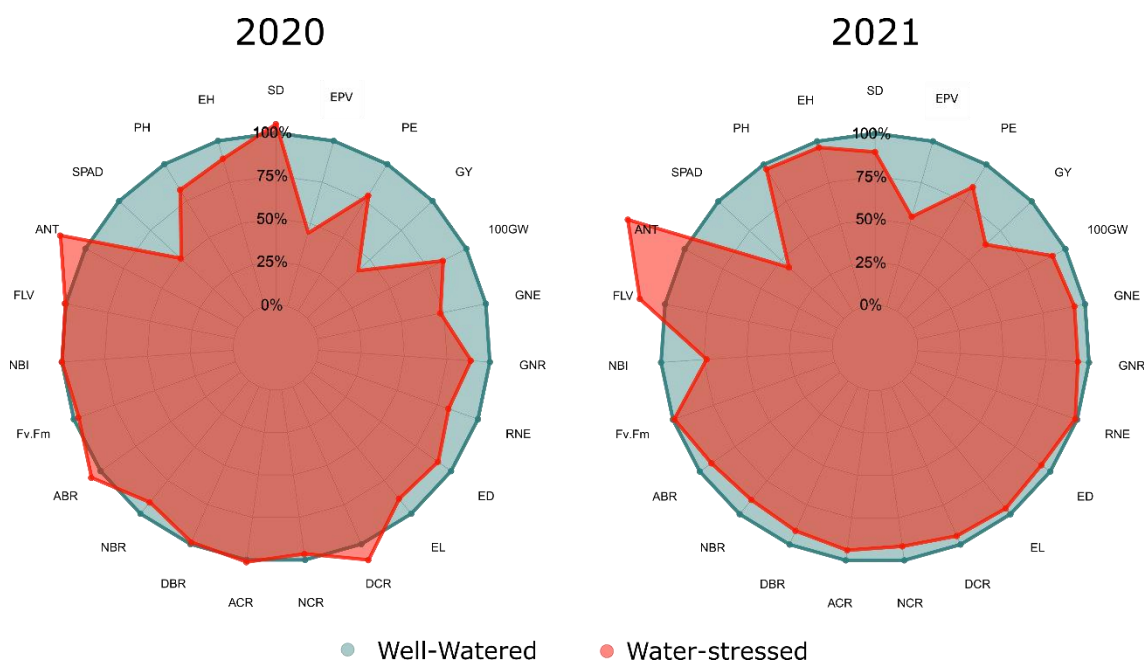 2020
2021
SD
EPV
PE
GY
100GW
GNE
GNR
RNE
ED
EL
DCR
NCR
ACR
DBR
NBR
ABR
Fv.Fm
NBI
FLV
ANT
SPAD
PH
EH
100%
75%
50%
25%
0%
SD
EPV
PE
GY
100GW
GNE
GNR
RNE
ED
EL
DCR
NCR
ACR
DBR
NBR
ABR
Fv.Fm
NBI
FLV
ANT
SPAD
PH
EH
100%
75%
50%
25%
0%
Well-Watered
Water-stressed